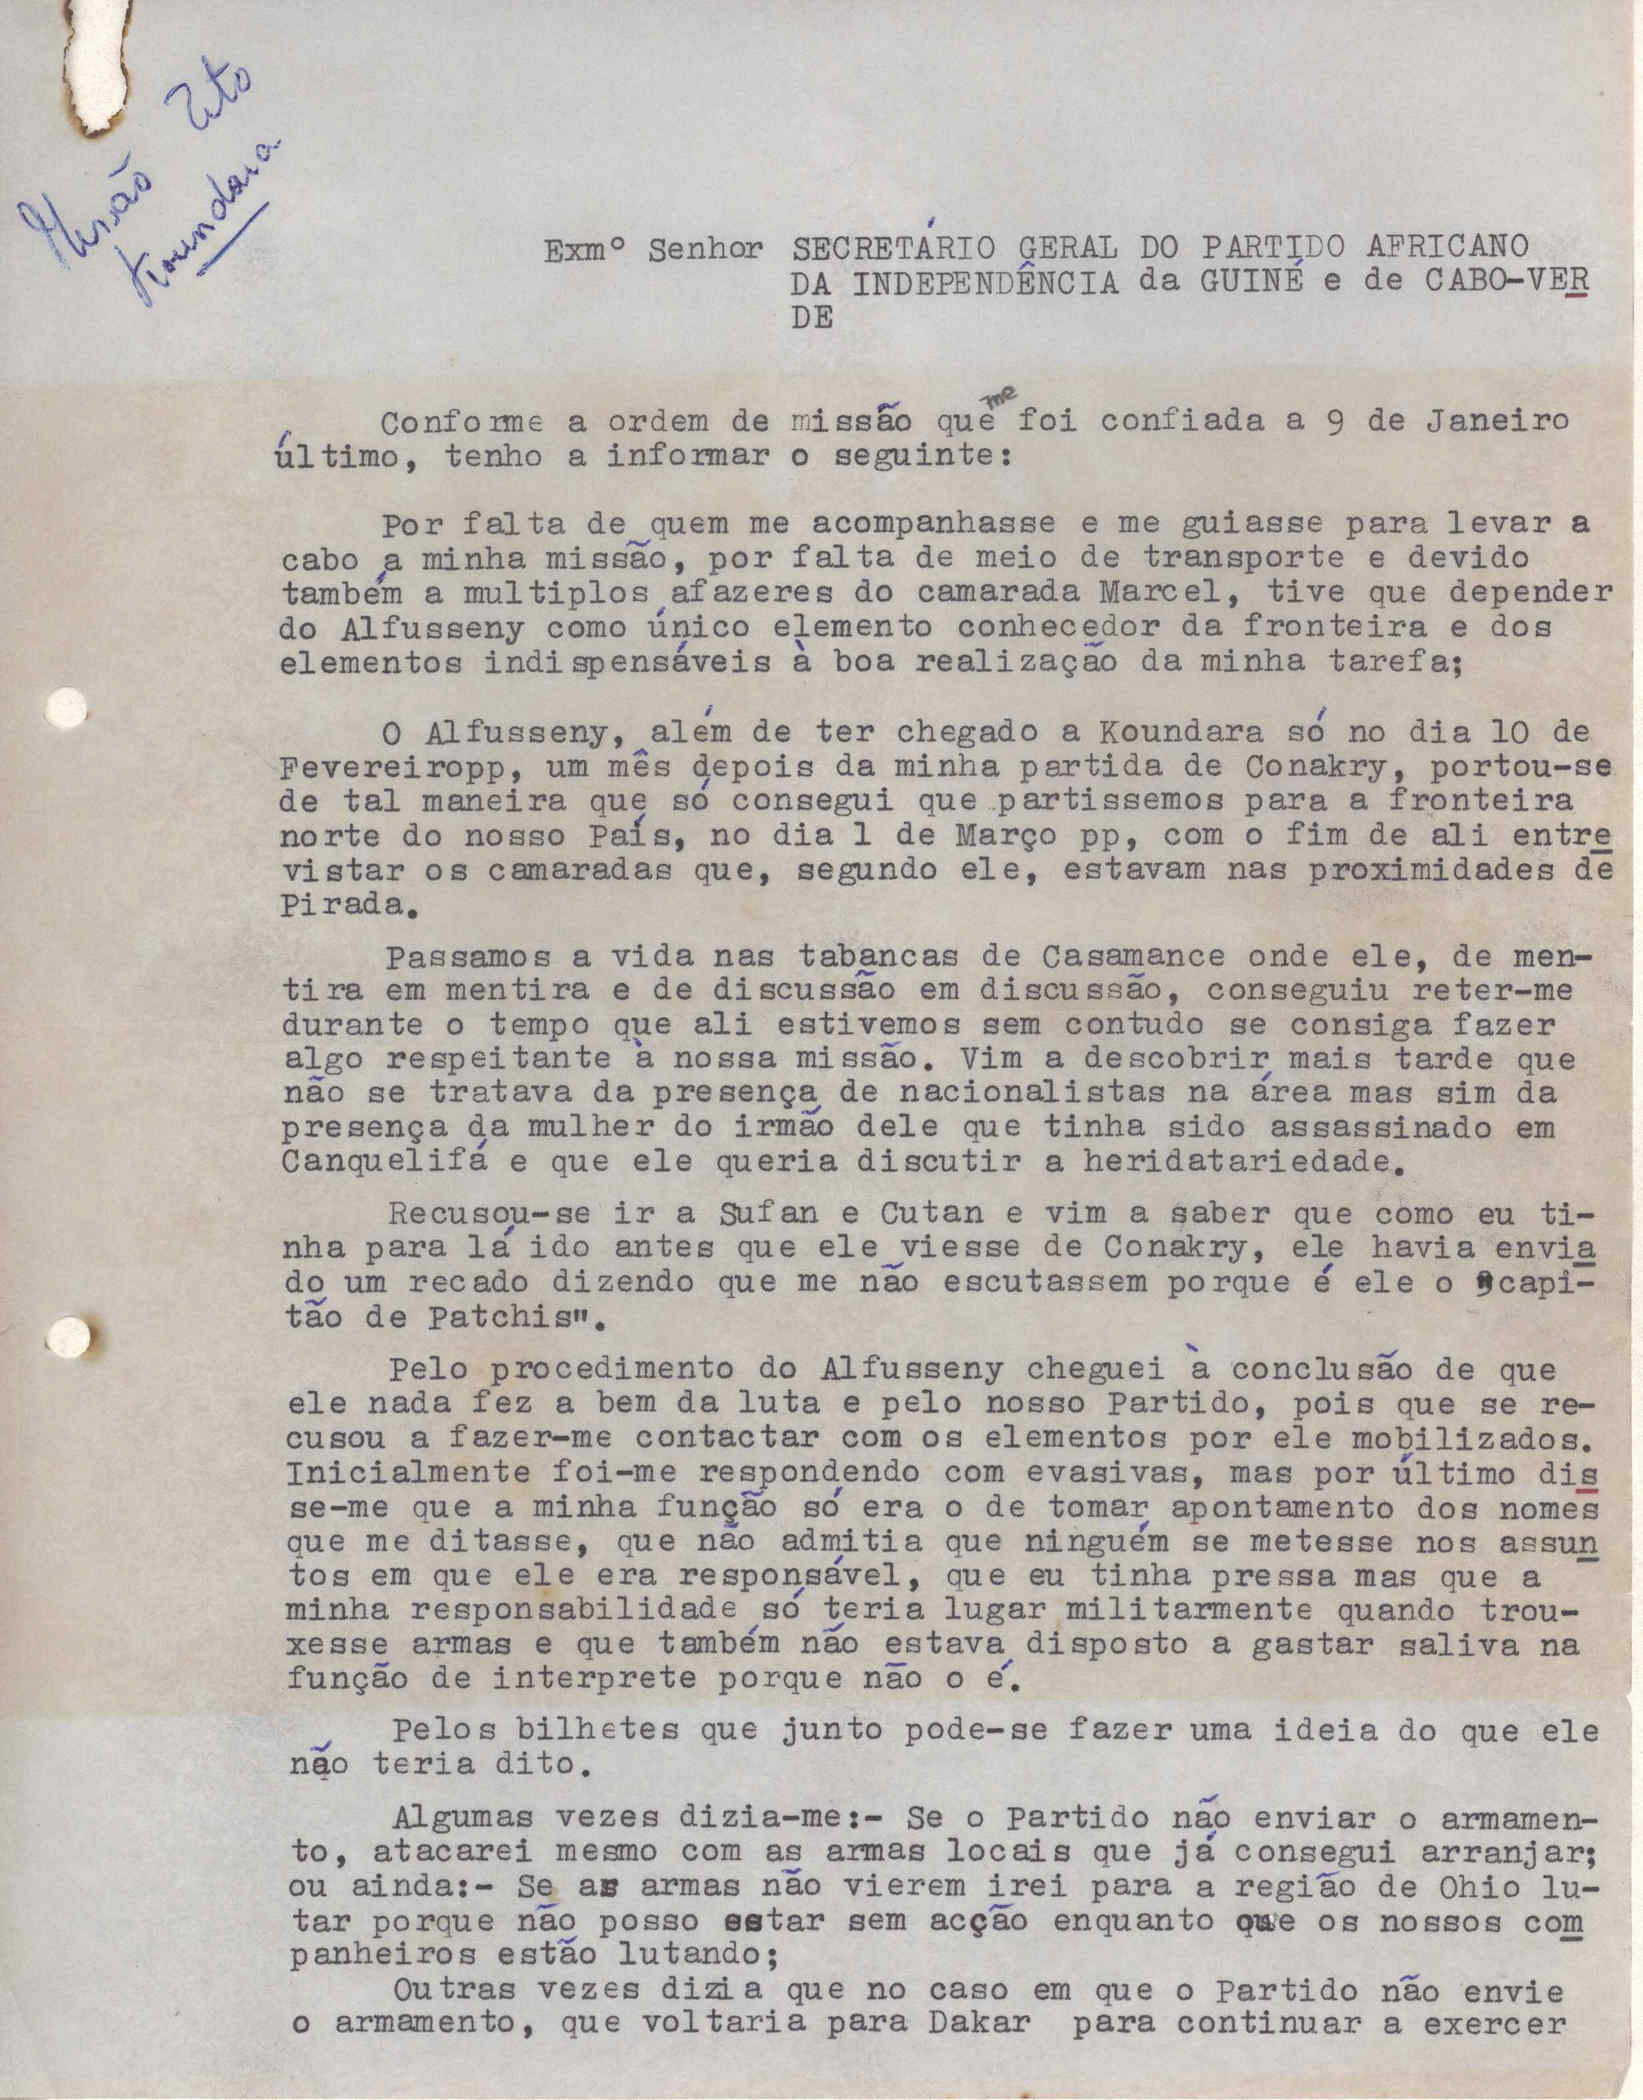 Missão Zito
Koundara
Exmº Senhor SECRETÁRIO GERAL DO PARTIDO AFRICANO
DA INDEPENDÊNCIA da GUINÉ e de CABO-VER
DE
Conforme a ordem de missão que me foi confiada a 9 de Janeiro
último, tenho a informar o seguinte:
Por falta de quem me acompanhasse e me guiasse para levar a
cabo a minha missão, por falta de meio de transporte e devido
também a multiplos afazeres do camarada Marcel, tive que depender
do Alfusseny como único elemento conhecedor da fronteira e dos
elementos indispensáveis à boa realização da minha tarefa;
O Alfusseny, além de ter chegado a Koundara só no dia 10 de
Fevereiropp, um mês depois da minha partida de Conakry, portou-se
de tal maneira que só consegui que partissemos para a fronteira
norte do nosso País, no dia 1 de Março pp, com o fim de ali entre
vistar os camaradas que, segundo ele, estavam nas proximidades de
Pirada.
Passamos a vida nas tabancas de Casamance onde ele, de men-
tira em mentira e de discussão em discussão, conseguiu reter-me
durante o tempo que ali estivemos sem contudo se consiga fazer
algo respeitante à nossa missão. Vim a descobrir mais tarde que
não se tratava da presença de nacionalistas na área mas sim da
presença da mulher do irmão dele que tinha sido assassinado em
Canquelifá e que ele queria discutir a heridatariedade.
Recusou-se ir a Sufan e Cutan e vim a saber que como eu ti-
nha para lá ido antes que ele viesse de Conakry, ele havia envia
do um recado dizendo que me não escutassem porque é ele o "capi-
tão de Patchis".
Pelo procedimento do Alfusseny cheguei à conclusão de que
ele nada fez a bem da luta e pelo nosso Partido, pois que se re-
cusou a fazer-me contactar com os elementos por ele mobilizados.
Inicialmente foi-me respondendo com evasivas, mas por último dis
se-me que a minha função só era o de tomar apontamento dos nomes
que me ditasse, que não admitia que ninguém se metesse nos assun
tos em que ele era responsável, que eu tinha pressa mas que a
minha responsabilidade só teria lugar militarmente quando trou-
xesse armas e que também não estava disposto a gastar saliva na
função de interprete porque não o é.
Pelos bilhetes que junto pode-se fazer uma ideia do que ele
não teria dito.
Algumas vezes dizia-me:- Se o Partido não enviar o armamen-
to, atacarei mesmo com as armas locais que já consegui arranjar;
ou ainda:- Se as armas não vierem irei para a região de Ohio lu-
tar porque não posso estar sem acção enquanto que os nossos com
panheiros estão lutando;
Outras vezes dizia que no caso em que o Partido não envie
o armamento, que voltaria para Dakar para continuar a exercer